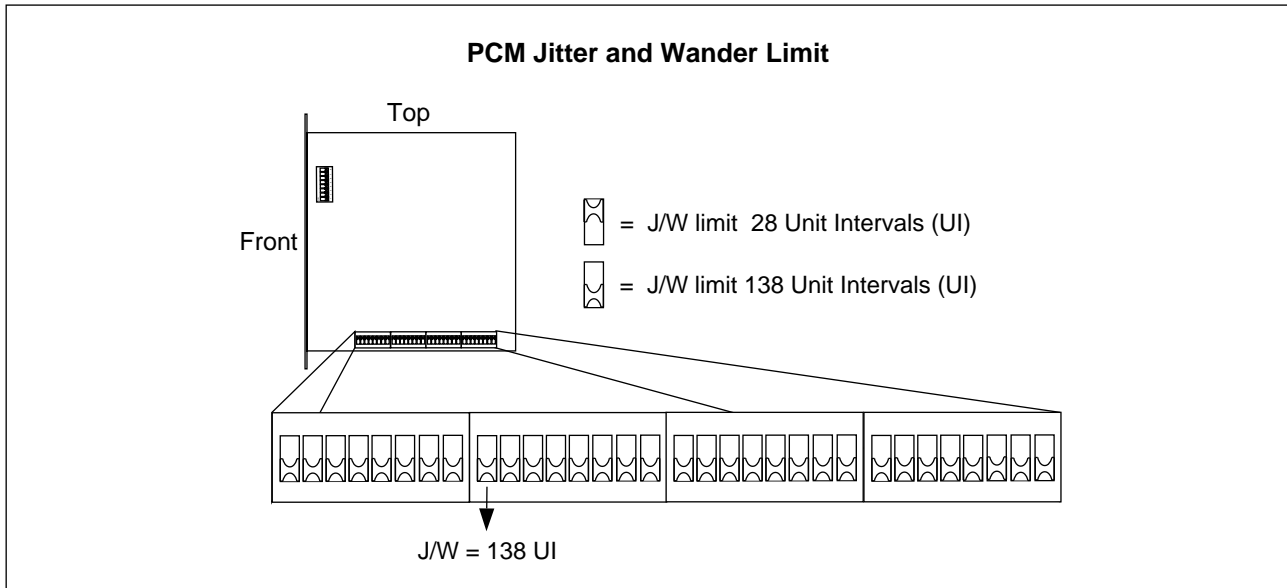 PCM Jitter and Wander Limit
Top
Front
= J/W limit 28 Unit Intervals (UI)
= J/W limit 138 Unit Intervals (UI)
J/W = 138 UI